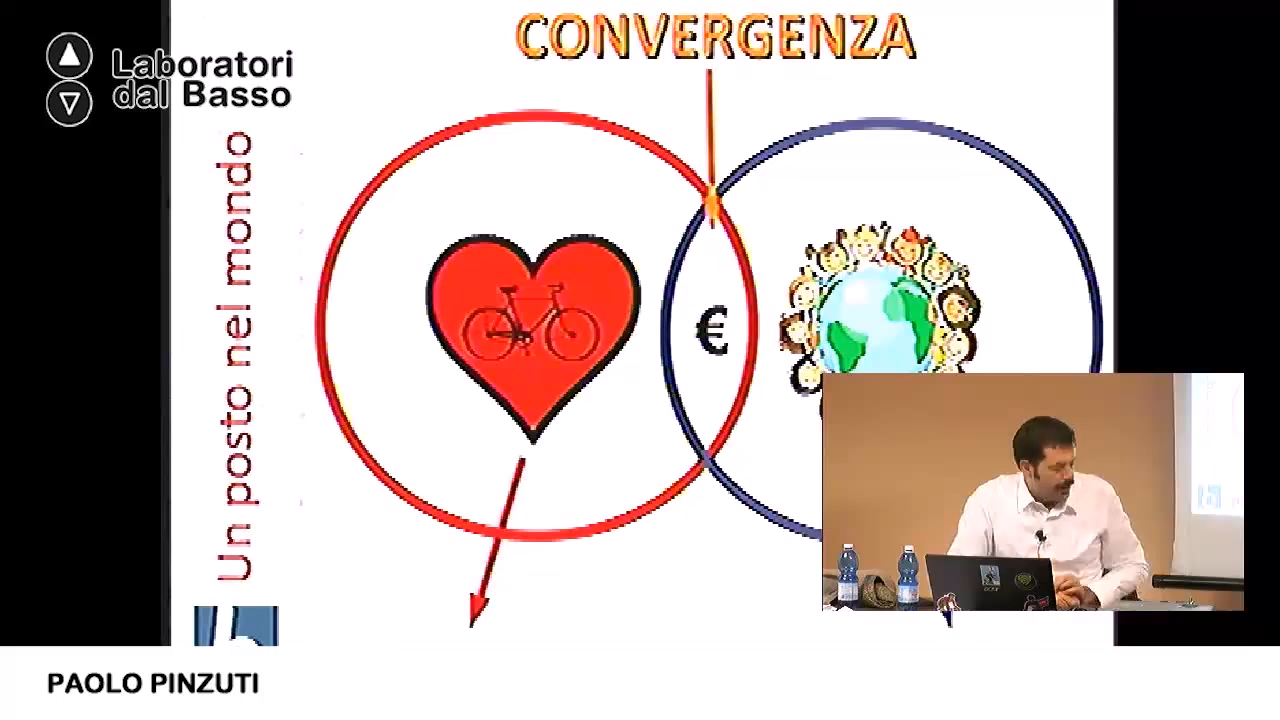 CONVERGENZA
Laboratori
dal Basso
Un posto nel mondo
€
PAOLO PINZUTI